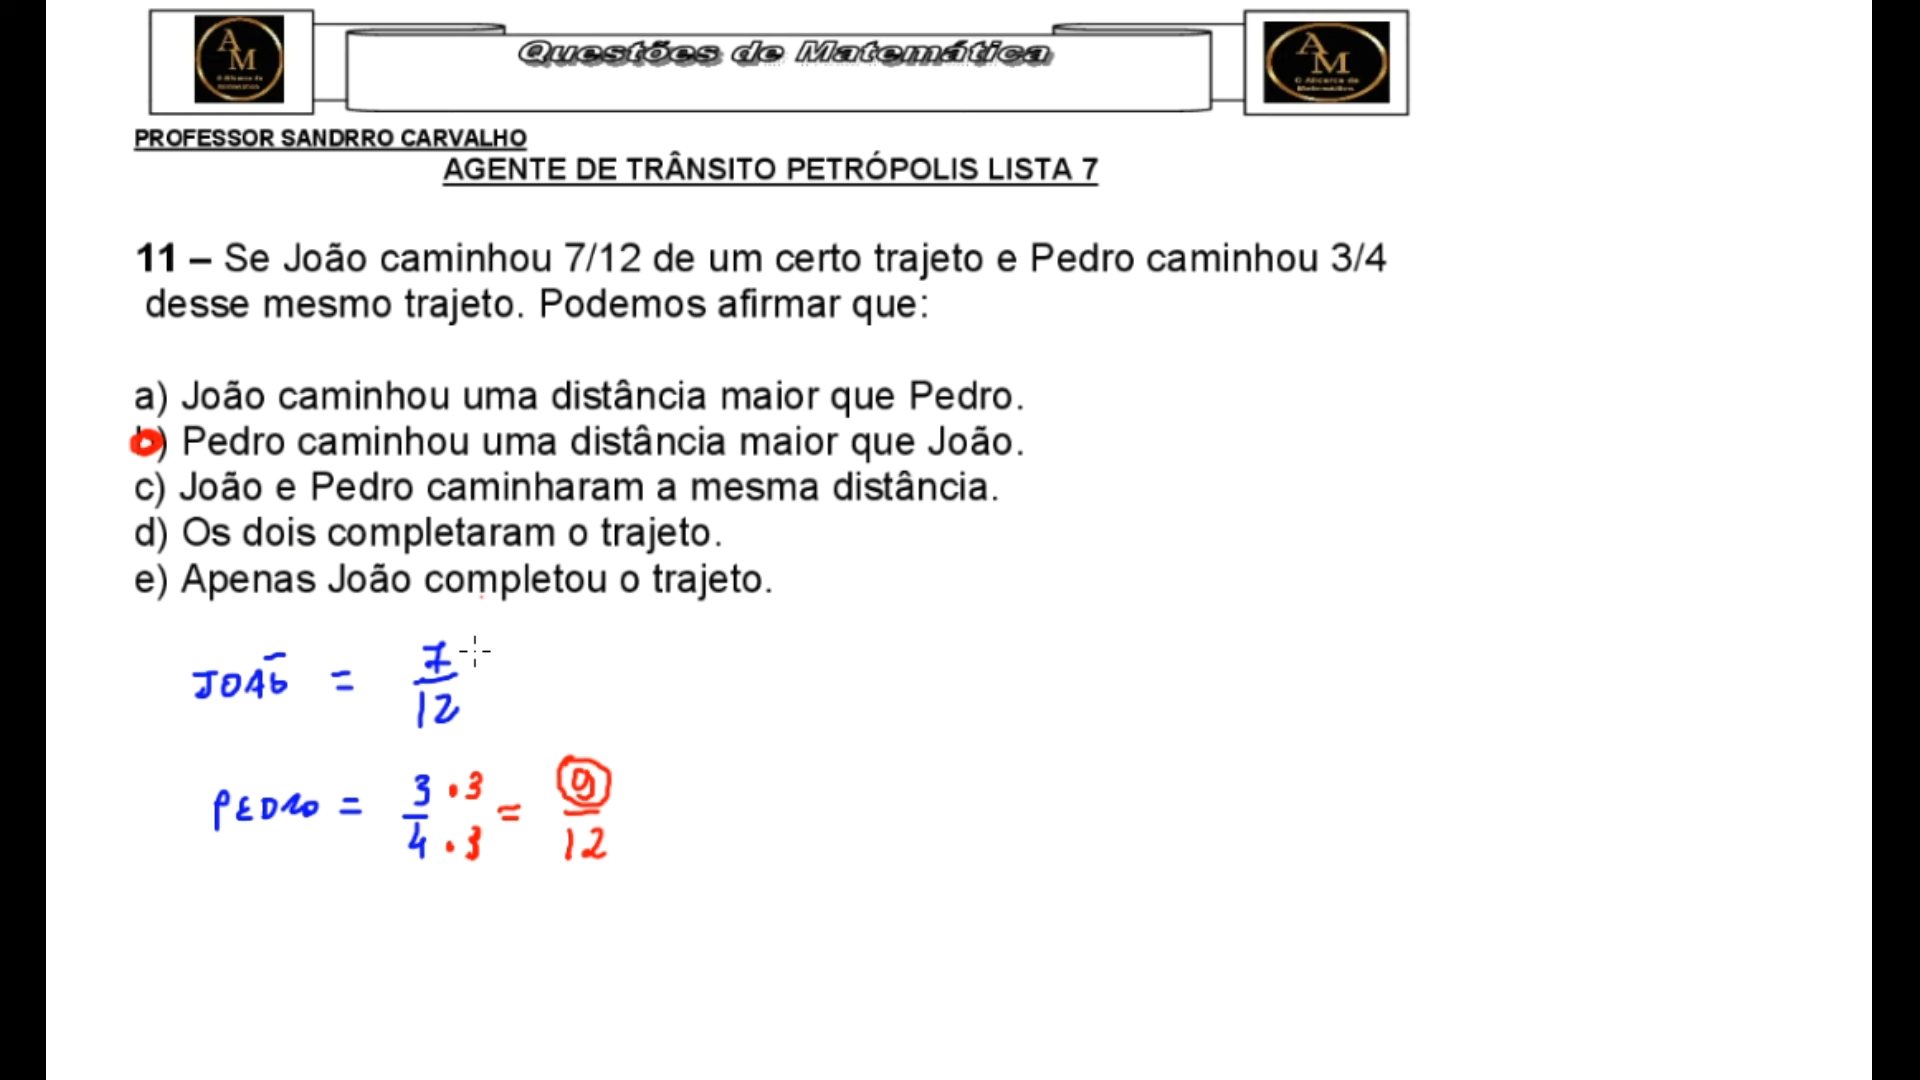 A
M
Questões de Matemática
A
M
O Alicerce da
Matemática
PROFESSOR SANDRRO CARVALHO
AGENTE DE TRÂNSITO PETRÓPOLIS LISTA 7
11 – Se João caminhou 7/12 de um certo trajeto e Pedro caminhou 3/4
desse mesmo trajeto. Podemos afirmar que:
a) João caminhou uma distância maior que Pedro.
b) Pedro caminhou uma distância maior que João.
c) João e Pedro caminharam a mesma distância.
d) Os dois completaram o trajeto.
e) Apenas João completou o trajeto.
JOÃO = 7/12
PEDRO = 3/4 · 3 · 3 = 9/12